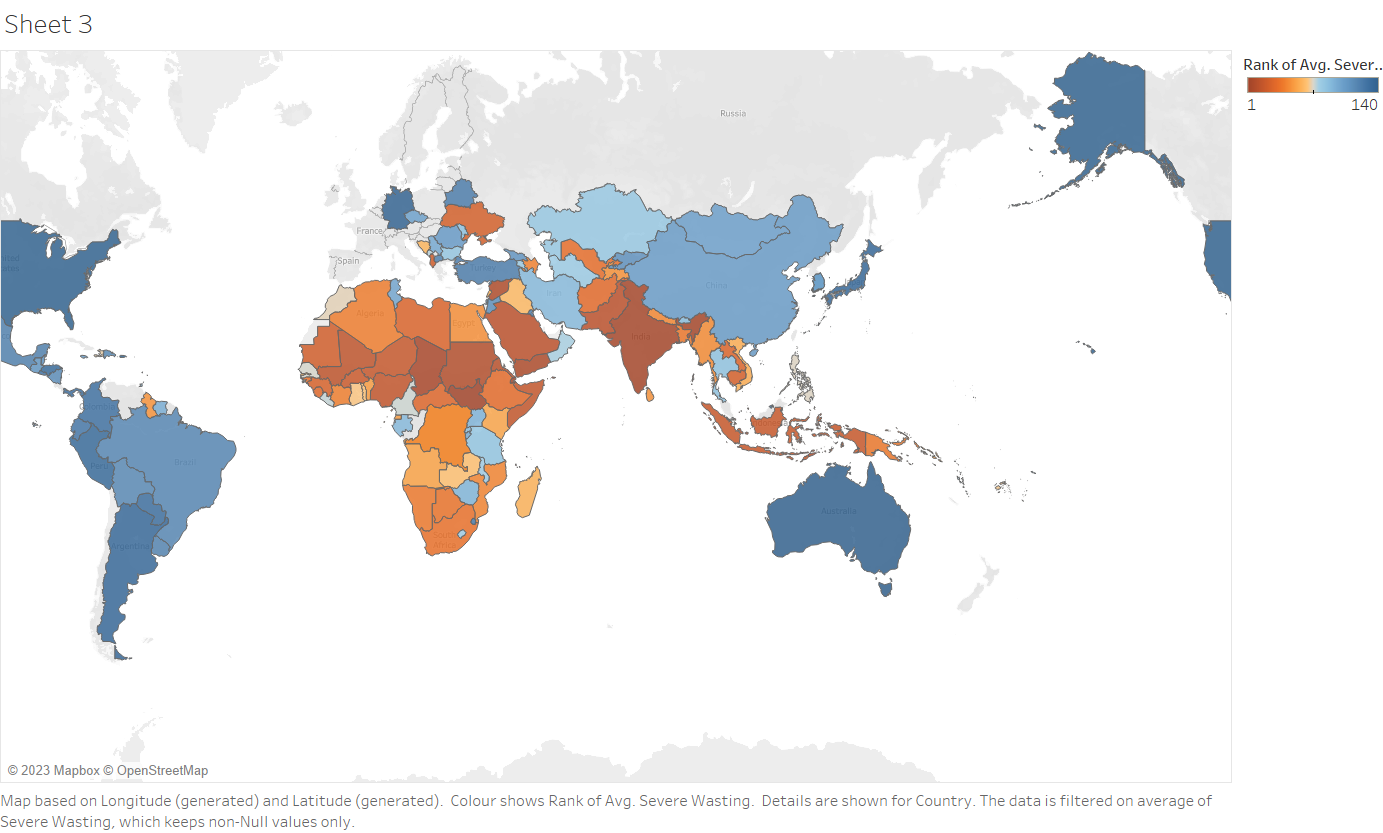 Sheet 3
Rank of Avg. Sever..
1
140
Russia
France
Spain
Turkey
Iran
China
Algeria
Egypt
India
Colombia
Peru
Brazil
Argentina
South
Africa
Indonesia
Australia
© 2023 Mapbox © OpenStreetMap
Map based on Longitude (generated) and Latitude (generated).  Colour shows Rank of Avg. Severe Wasting.  Details are shown for Country. The data is filtered on average of
Severe Wasting, which keeps non-Null values only.